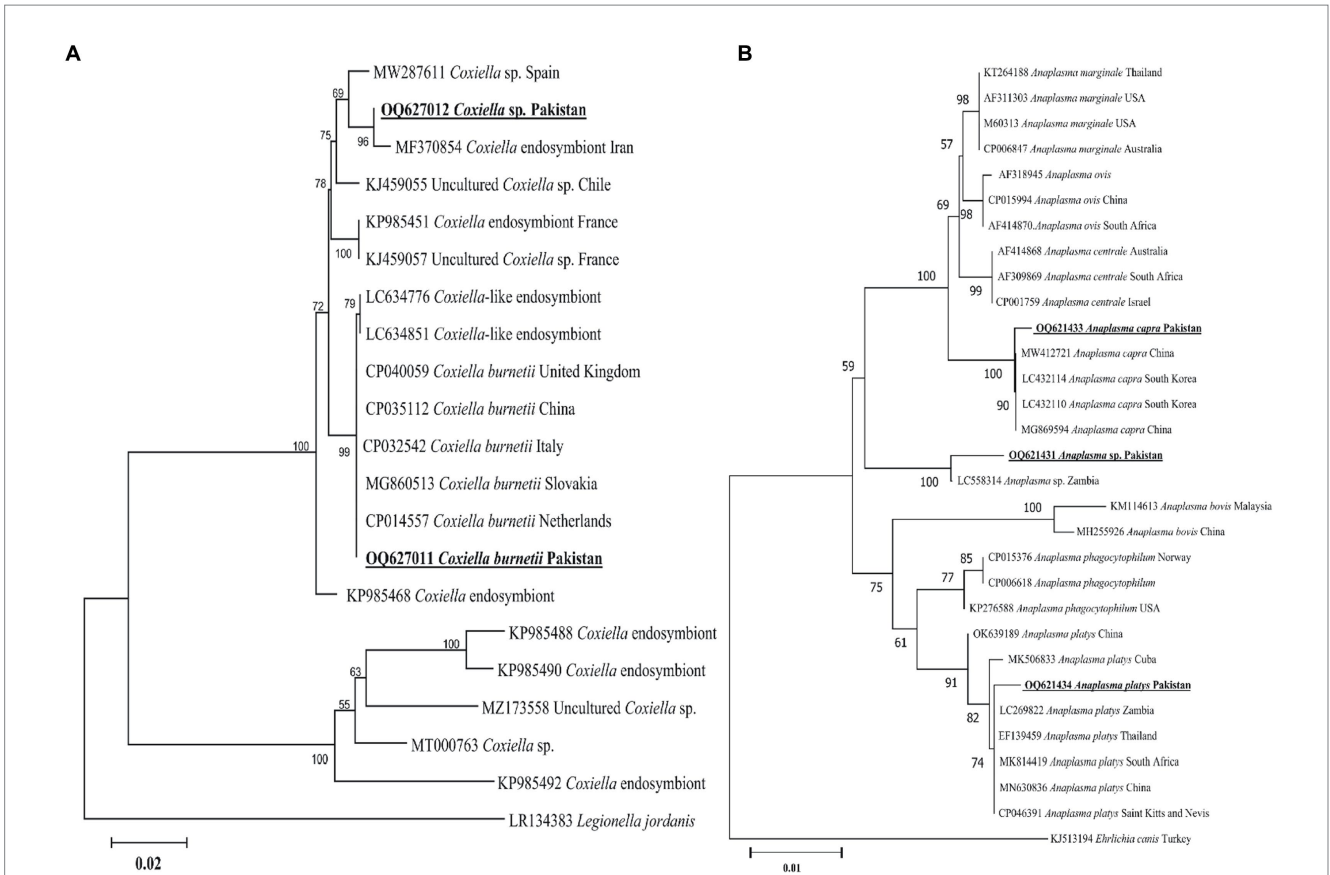 A
MW287611 Coxiella sp. Spain
69
OQ627012 Coxiella sp. Pakistan
75
96
MF370854 Coxiella endosymbiont Iran
78
KJ459055 Uncultured Coxiella sp. Chile
KP985451 Coxiella endosymbiont France
100
KJ459057 Uncultured Coxiella sp. France
79
LC634776 Coxiella-like endosymbiont
72
LC634851 Coxiella-like endosymbiont
CP040059 Coxiella burnetii United Kingdom
CP035112 Coxiella burnetii China
100
99
CP032542 Coxiella burnetii Italy
MG860513 Coxiella burnetii Slovakia
CP014557 Coxiella burnetii Netherlands
OQ627011 Coxiella burnetii Pakistan
KP985468 Coxiella endosymbiont
100
KP985488 Coxiella endosymbiont
63
KP985490 Coxiella endosymbiont
55
MZ173558 Uncultured Coxiella sp.
100
MT000763 Coxiella sp.
KP985492 Coxiella endosymbiont
LR134383 Legionella jordanis
0.02
B
KT264188 Anaplasma marginale Thailand
98
AF311303 Anaplasma marginale USA
M60313 Anaplasma marginale USA
57
CP006847 Anaplasma marginale Australia
AF318945 Anaplasma ovis
69
98
CP015994 Anaplasma ovis China
AF414870.Anaplasma ovis South Africa
AF414868 Anaplasma centrale Australia
100
99
AF309869 Anaplasma centrale South Africa
CP001759 Anaplasma centrale Israel
OQ621433 Anaplasma capra Pakistan
MW412721 Anaplasma capra China
59
100
LC432114 Anaplasma capra South Korea
90
LC432110 Anaplasma capra South Korea
MG869594 Anaplasma capra China
OQ621431 Anaplasma sp. Pakistan
100
LC558314 Anaplasma sp. Zambia
100
KM114613 Anaplasma bovis Malaysia
MH255926 Anaplasma bovis China
85
CP015376 Anaplasma phagocytophilum Norway
75
77
CP006618 Anaplasma phagocytophilum
KP276588 Anaplasma phagocytophilum USA
61
OK639189 Anaplasma platys China
MK506833 Anaplasma platys Cuba
91
OQ621434 Anaplasma platys Pakistan
82
LC269822 Anaplasma platys Zambia
EF139459 Anaplasma platys Thailand
74
MK814419 Anaplasma platys South Africa
MN630836 Anaplasma platys China
CP046391 Anaplasma platys Saint Kitts and Nevis
KJ513194 Ehrlichia canis Turkey
0.01